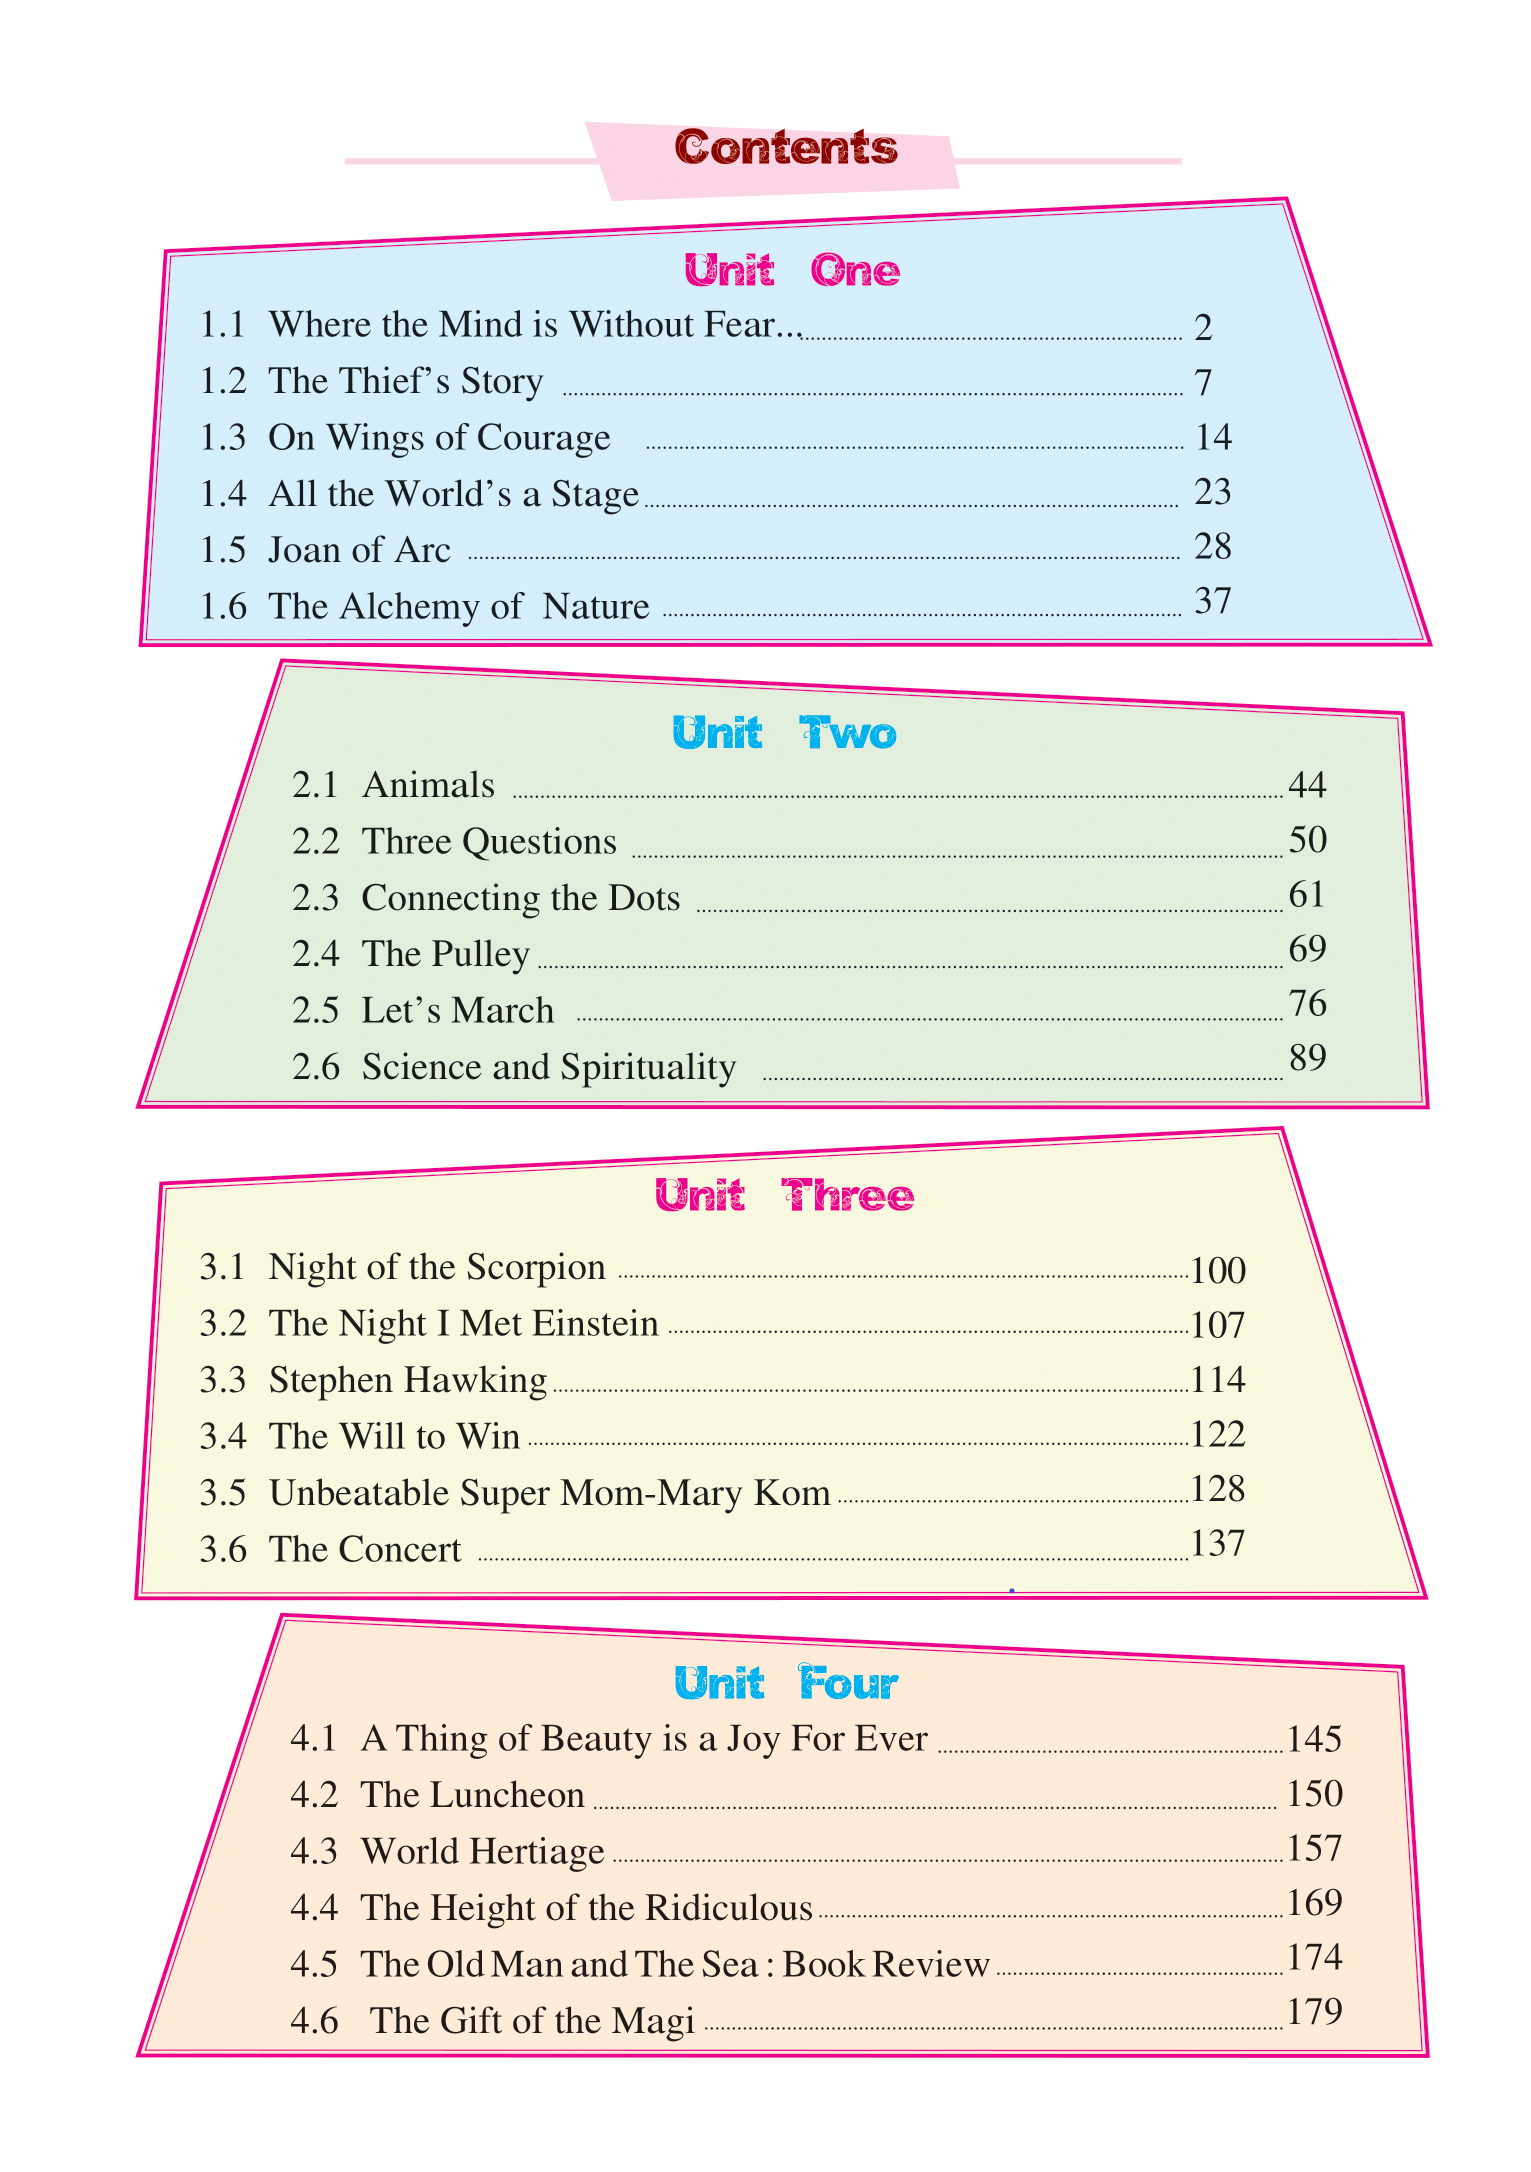 Contents
Unit One
1.1 Where the Mind is Without Fear... 2
1.2 The Thief’s Story 7
1.3 On Wings of Courage 14
1.4 All the World’s a Stage 23
1.5 Joan of Arc 28
1.6 The Alchemy of Nature 37
Unit Two
2.1 Animals 44
2.2 Three Questions 50
2.3 Connecting the Dots 61
2.4 The Pulley 69
2.5 Let’s March 76
2.6 Science and Spirituality 89
Unit Three
3.1 Night of the Scorpion 100
3.2 The Night I Met Einstein 107
3.3 Stephen Hawking 114
3.4 The Will to Win 122
3.5 Unbeatable Super Mom-Mary Kom 128
3.6 The Concert 137
Unit Four
4.1 A Thing of Beauty is a Joy For Ever 145
4.2 The Luncheon 150
4.3 World Hertiage 157
4.4 The Height of the Ridiculous 169
4.5 The Old Man and The Sea : Book Review 174
4.6 The Gift of the Magi 179